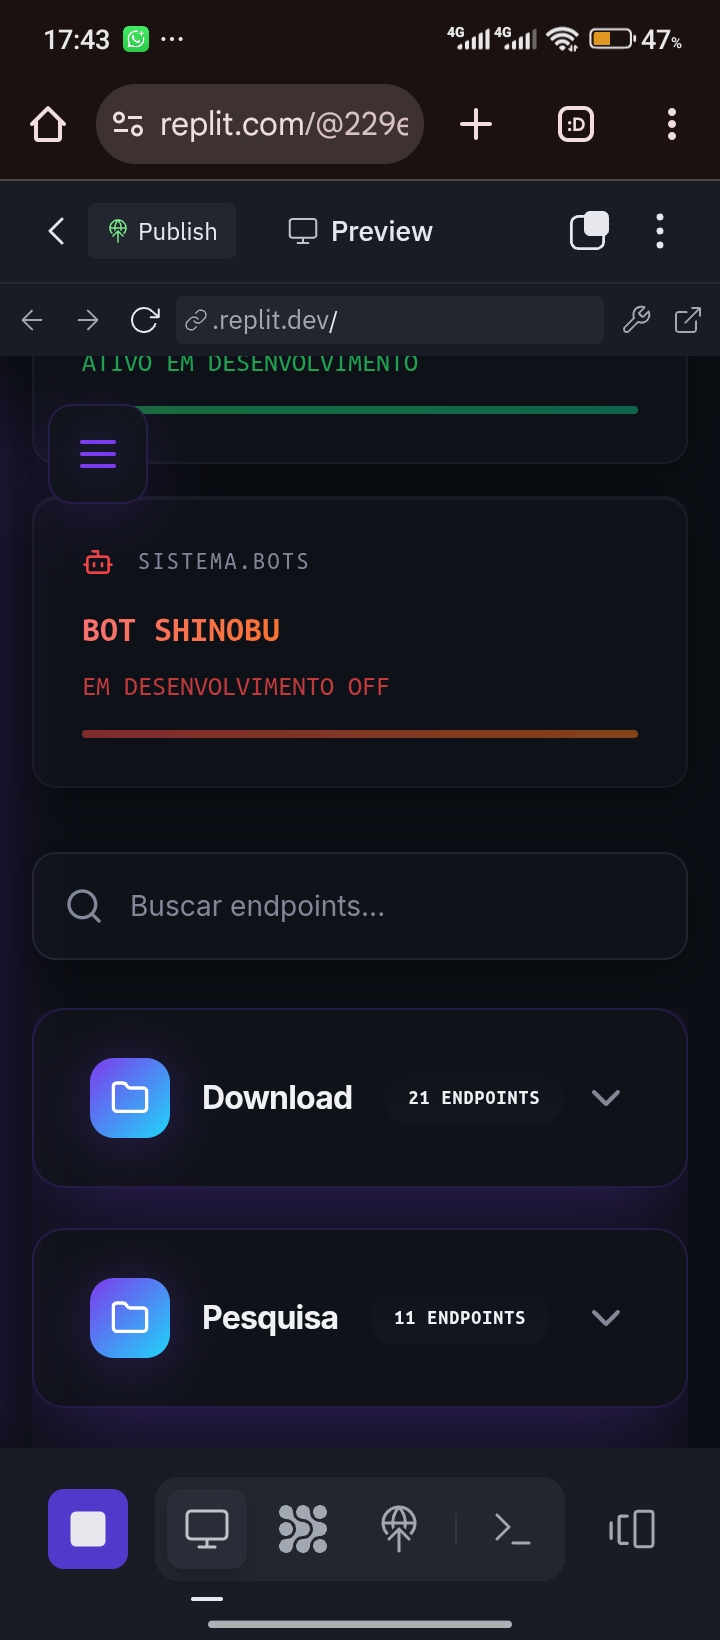 17:43
4G 4G 47%
replit.com/@229e
:D
Publish
Preview
.replit.dev/
ATIVO EM DESENVOLVIMENTO
SISTEMA.BOTS
BOT SHINOBU
EM DESENVOLVIMENTO OFF
Buscar endpoints...
Download 21 ENDPOINTS
Pesquisa 11 ENDPOINTS